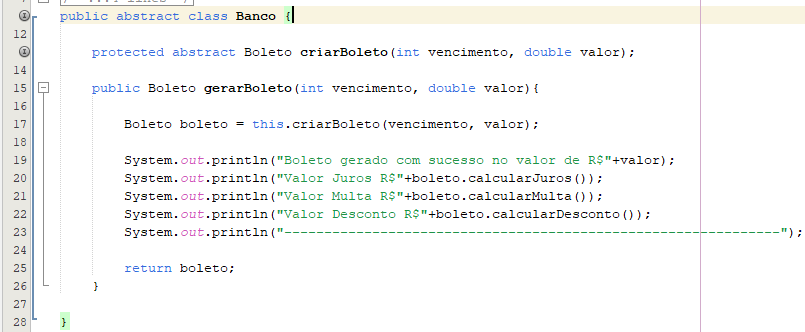 public abstract class Banco {
12
protected abstract Boleto criarBoleto(int vencimento, double valor);
14
15 public Boleto gerarBoleto(int vencimento, double valor){
16
17 Boleto boleto = this.criarBoleto(vencimento, valor);
18
19 System.out.println("Boleto gerado com sucesso no valor de R$"+valor);
20 System.out.println("Valor Juros R$"+boleto.calcularJuros());
21 System.out.println("Valor Multa R$"+boleto.calcularMulta());
22 System.out.println("Valor Desconto R$"+boleto.calcularDesconto());
23 System.out.println("--------------------------------------------------------------");
24
25 return boleto;
26 }
27
28 }